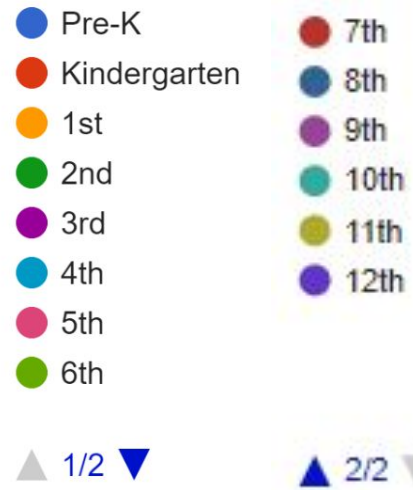 Pre-K
Kindergarten
1st
2nd
3rd
4th
5th
6th
1/2
7th
8th
9th
10th
11th
12th
2/2